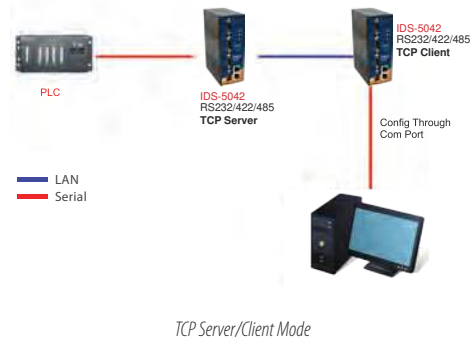 IDS-5042
RS232/422/485
TCP Client
PLC
IDS-5042
RS232/422/485
TCP Server
Config Through
Com Port
LAN
Serial
TCP Server/Client Mode